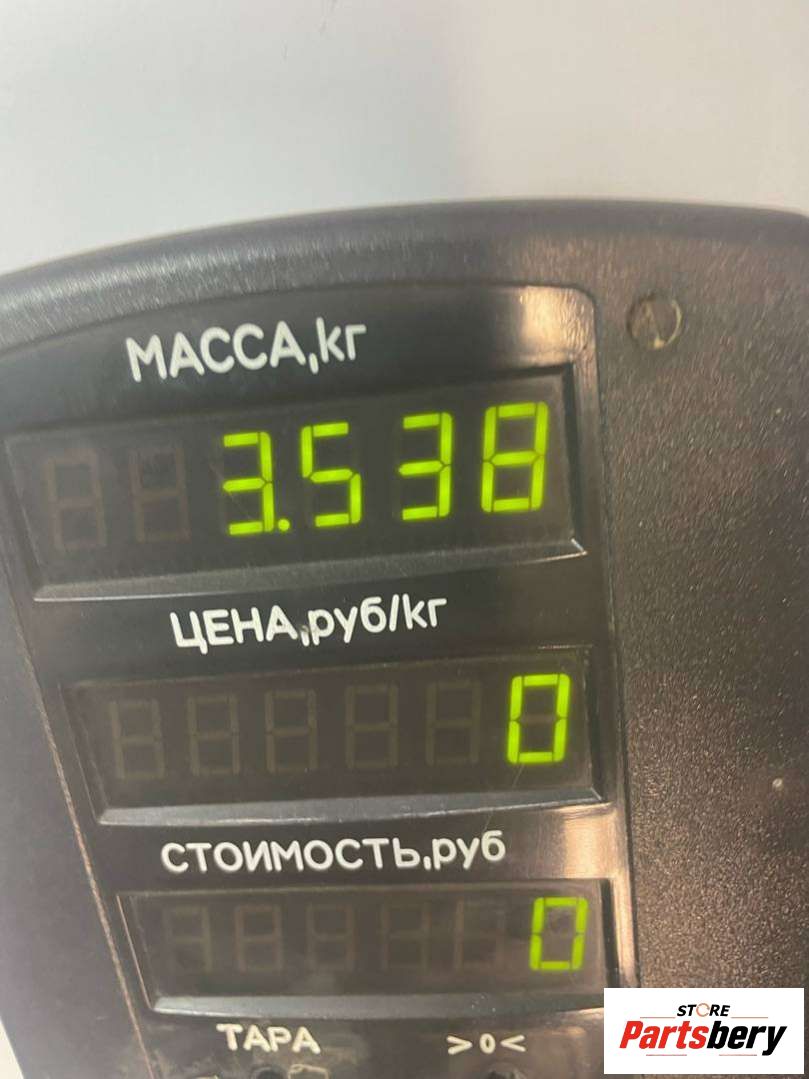 МАССА,кг
3.538
ЦЕНА,руб/кг
0
СТОИМОСТЬ,руб
0
ТАРА >0<
STORE
Partsbery